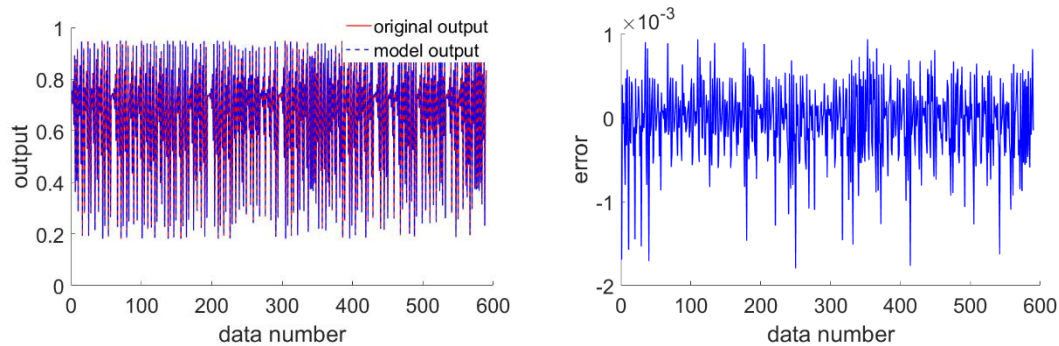 original output
model output
1
0.8
0.6
0.4
0.2
0
output
0 100 200 300 400 500 600
data number
×10⁻³
1
0
-1
-2
error
0 100 200 300 400 500 600
data number